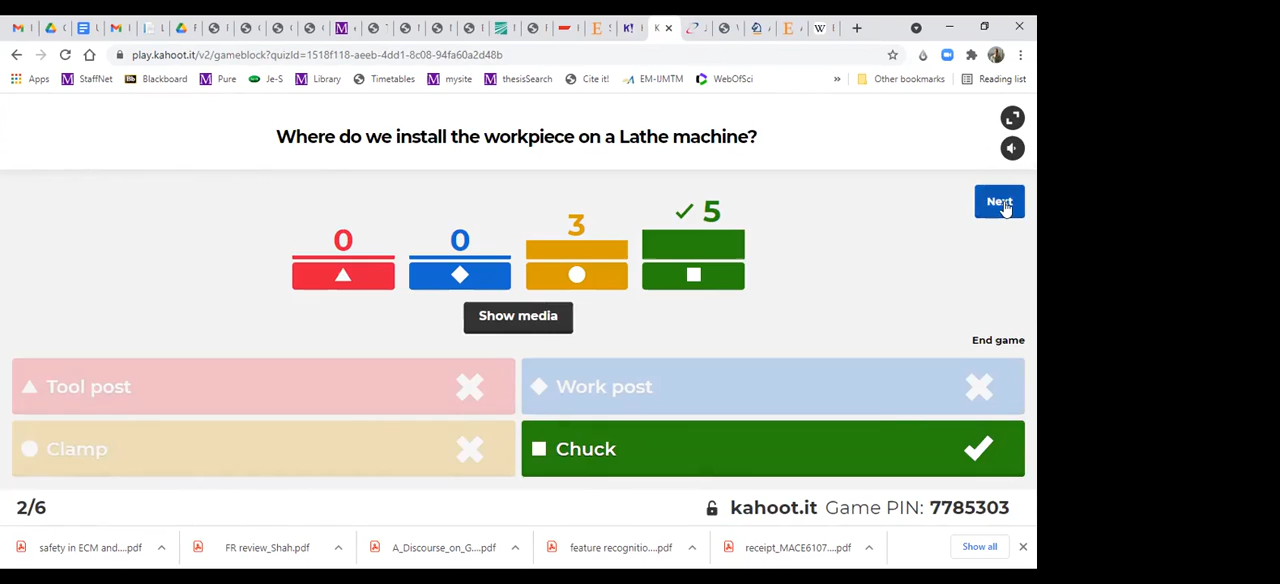 play.kahoot.it/v2/gameblock?quizId=1518f118-aeeb-4dd1-8c08-94fa60a2d48b
Apps StaffNet Blackboard Pure Je-S Library Timetables mysite thesisSearch Cite it! EM-IJMTM WebOfSci » Other bookmarks Reading list
Where do we install the workpiece on a Lathe machine?
Next
0 0 3 5
Show media
End game
Tool post Work post
Clamp Chuck
2/6 kahoot.it Game PIN: 7785303
safety in ECM and....pdf FR review_Shah.pdf A_Discourse_on_G....pdf feature recognitio....pdf receipt_MACE6107....pdf Show all